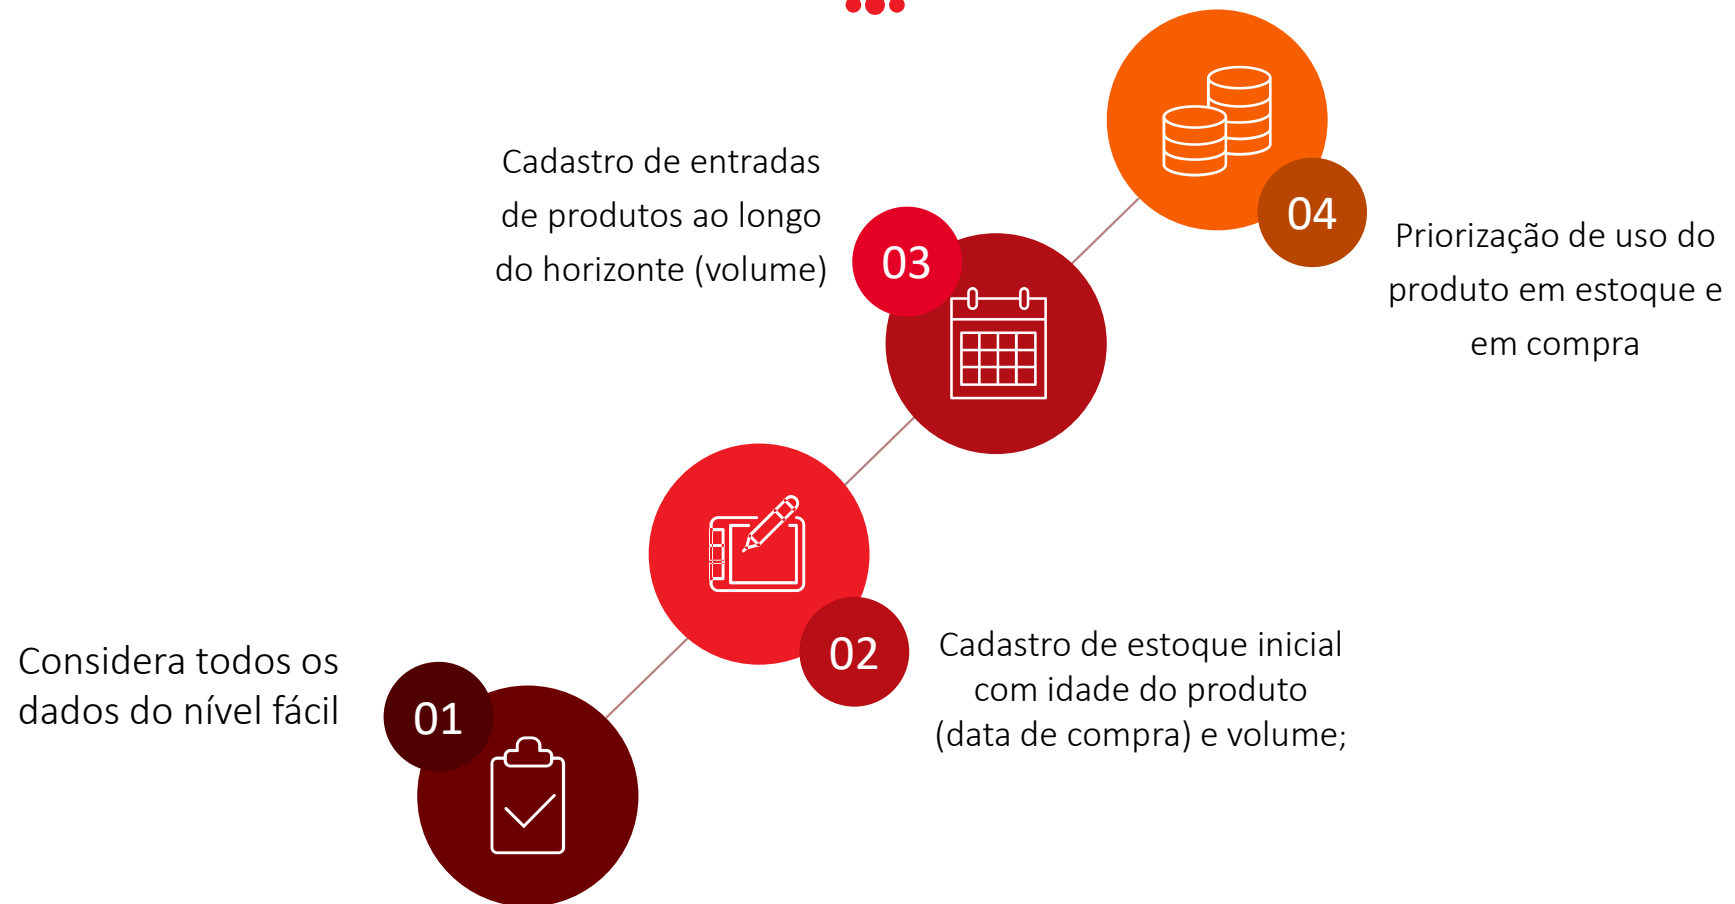 01
Considera todos os
dados do nível fácil
02
Cadastro de estoque inicial
com idade do produto
(data de compra) e volume;
03
Cadastro de entradas
de produtos ao longo
do horizonte (volume)
04
Priorização de uso do
produto em estoque e
em compra